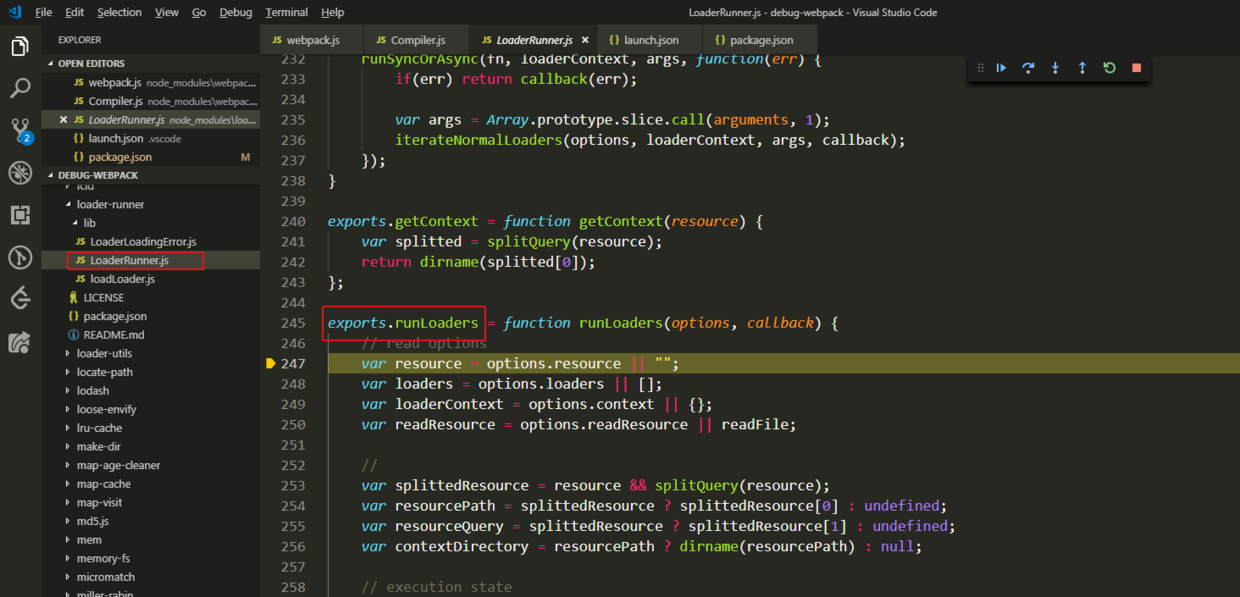 File Edit Selection View Go Debug Terminal Help
LoaderRunner.js - debug-webpack - Visual Studio Code
EXPLORER
OPEN EDITORS
JS webpack.js node_modules\webpac...
JS Compiler.js node_modules\webpac...
JS LoaderRunner.js node_modules\loa...
{} launch.json .vscode
{} package.json M
2
DEBUG-WEBPACK
lcid
loader-runner
lib
JS LoaderLoadingError.js
JS LoaderRunner.js
JS loadLoader.js
LICENSE
{} package.json
README.md
loader-utils
locate-path
lodash
loose-envify
lru-cache
make-dir
map-age-cleaner
map-cache
map-visit
md5.js
mem
memory-fs
micromatch
miller-rabin
JS webpack.js JS Compiler.js JS LoaderRunner.js {} launch.json {} package.json
232 runSyncOrAsync(fn, loaderContext, args, function(err) {
233 if(err) return callback(err);
234
235 var args = Array.prototype.slice.call(arguments, 1);
236 iterateNormalLoaders(options, loaderContext, args, callback);
237 });
238 }
239
240 exports.getContext = function getContext(resource) {
241 var splitted = splitQuery(resource);
242 return dirname(splitted[0]);
243 };
244
245 exports.runLoaders = function runLoaders(options, callback) {
246 // read options
247 var resource = options.resource || "";
248 var loaders = options.loaders || [];
249 var loaderContext = options.context || {};
250 var readResource = options.readResource || readFile;
251
252 //
253 var splittedResource = resource && splitQuery(resource);
254 var resourcePath = splittedResource ? splittedResource[0] : undefined;
255 var resourceQuery = splittedResource ? splittedResource[1] : undefined;
256 var contextDirectory = resourcePath ? dirname(resourcePath) : null;
257
258 // execution state